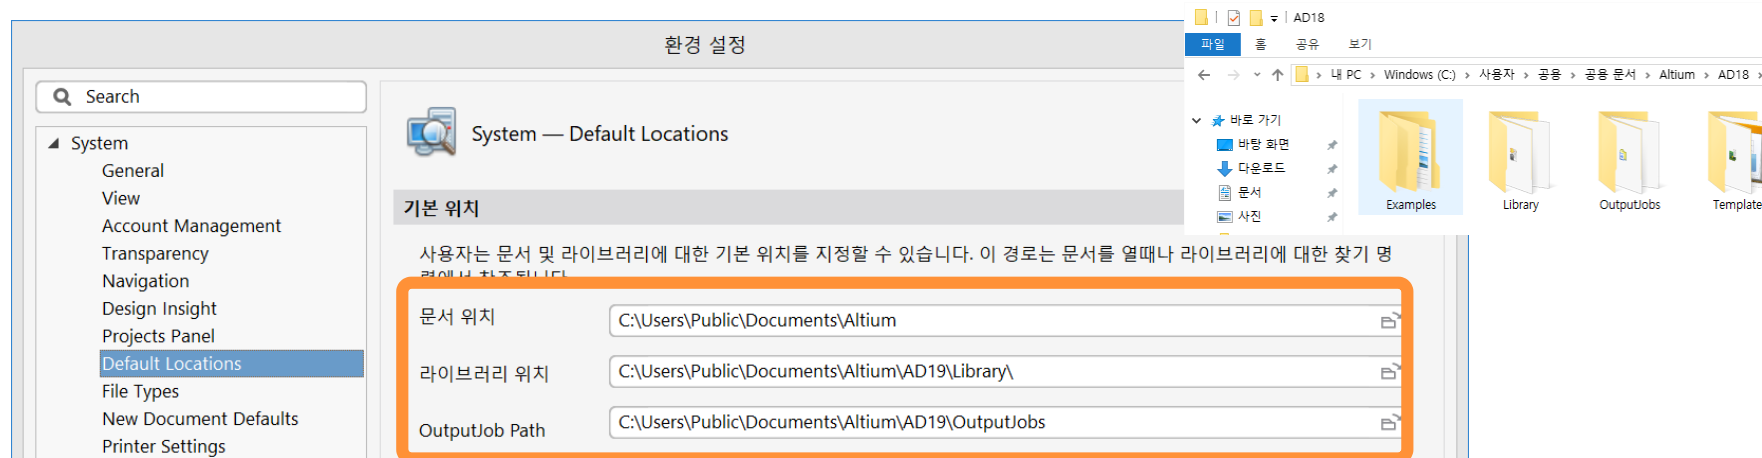 환경 설정
Search
System
General
View
Account Management
Transparency
Navigation
Design Insight
Projects Panel
Default Locations
File Types
New Document Defaults
Printer Settings
System — Default Locations
기본 위치
사용자는 문서 및 라이브러리에 대한 기본 위치를 지정할 수 있습니다. 이 경로는 문서를 열때나 라이브러리에 대한 찾기 명
령에서 참조됩니다.
문서 위치
C:\Users\Public\Documents\Altium
라이브러리 위치
C:\Users\Public\Documents\Altium\AD19\Library\
OutputJob Path
C:\Users\Public\Documents\Altium\AD19\OutputJobs
AD18
파일 홈 공유 보기
내 PC > Windows (C:) > 사용자 > 공용 > 공용 문서 > Altium > AD18 >
바로 가기
바탕 화면
다운로드
문서
사진
Examples
Library
OutputJobs
Template